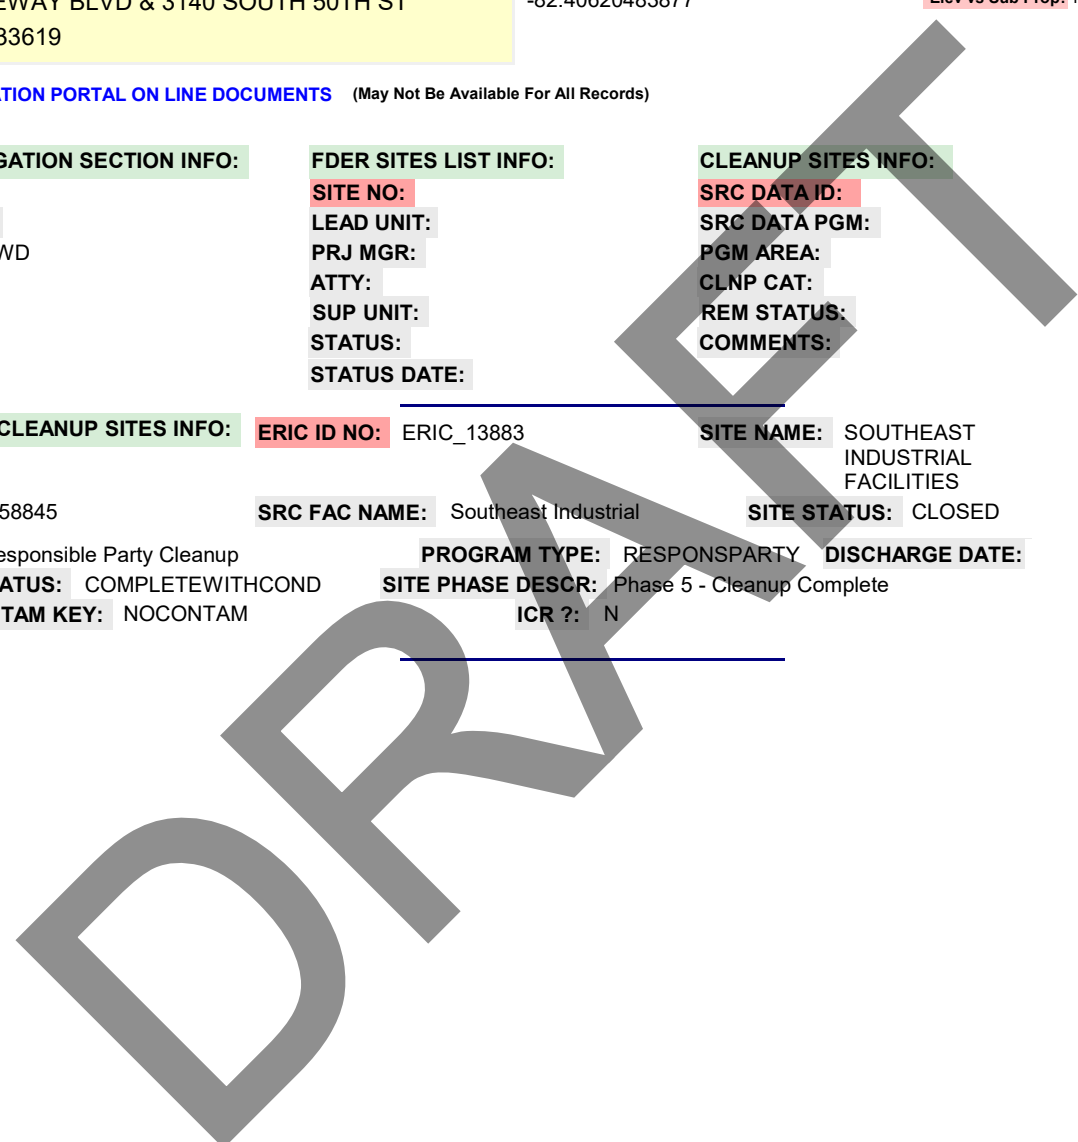 EWAY BLVD & 3140 SOUTH 50TH ST
33619
-82.40620483877
ATION PORTAL ON LINE DOCUMENTS (May Not Be Available For All Records)
GATION SECTION INFO: FDER SITES LIST INFO: CLEANUP SITES INFO:
SITE NO: SRC DATA ID:
LEAD UNIT: SRC DATA PGM:
WD PRJ MGR: PGM AREA:
ATTY: CLNP CAT:
SUP UNIT: REM STATUS:
STATUS: COMMENTS:
STATUS DATE:
CLEANUP SITES INFO: ERIC ID NO: ERIC_13883 SITE NAME: SOUTHEAST
INDUSTRIAL
FACILITIES
58845 SRC FAC NAME: Southeast Industrial SITE STATUS: CLOSED
esponsible Party Cleanup PROGRAM TYPE: RESPONSPARTY DISCHARGE DATE:
ATUS: COMPLETEWITHCOND SITE PHASE DESCR: Phase 5 - Cleanup Complete
TAM KEY: NOCONTAM ICR ?: N
DRAFT